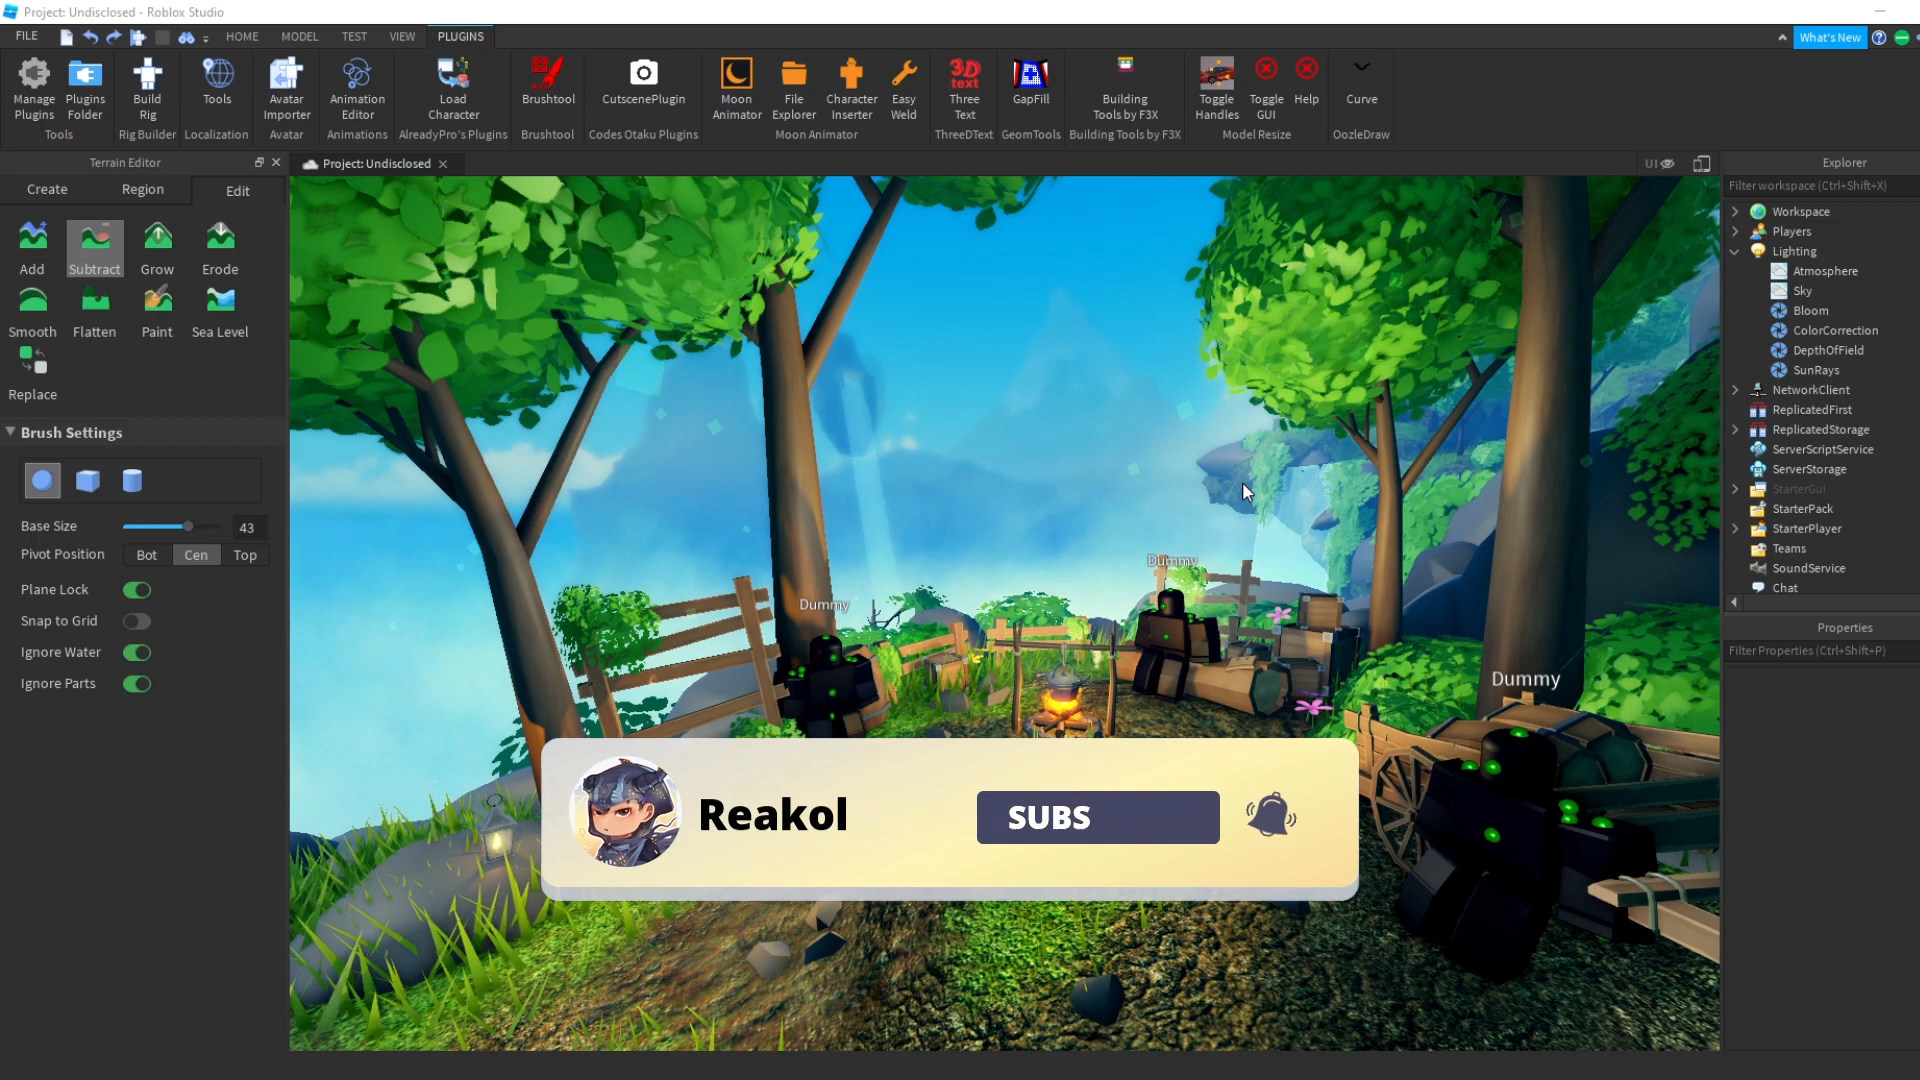 Project: Undisclosed - Roblox Studio
FILE HOME MODEL TEST VIEW PLUGINS What's New
Manage Plugins
Plugins Folder
Tools
Build Rig
Rig Builder
Tools
Localization
Avatar Importer
Avatar
Animation Editor
Animations
Load Character
AlreadyPro's Plugins
Brushtool
Brushtool
CutscenePlugin
Codes Otaku Plugins
Moon Animator
File Explorer
Character Inserter
Easy Weld
Moon Animator
3D text
Three Text
ThreeDText
GapFill
GeomTools
Building Tools by F3X
Building Tools by F3X
Toggle Handles
Toggle GUI
Help
Model Resize
Curve
OozleDraw
Terrain Editor
Project: Undisclosed
UI
Explorer
Create Region Edit
Filter workspace (Ctrl+Shift+X)
Add Subtract Grow Erode
Smooth Flatten Paint Sea Level
Replace
Brush Settings
Base Size 43
Pivot Position Bot Cen Top
Plane Lock
Snap to Grid
Ignore Water
Ignore Parts
Dummy
Dummy
Dummy
Reakol
SUBS
Workspace
Players
Lighting
Atmosphere
Sky
Bloom
ColorCorrection
DepthOfField
SunRays
NetworkClient
ReplicatedFirst
ReplicatedStorage
ServerScriptService
ServerStorage
StarterGui
StarterPack
StarterPlayer
Teams
SoundService
Chat
Properties
Filter Properties (Ctrl+Shift+P)